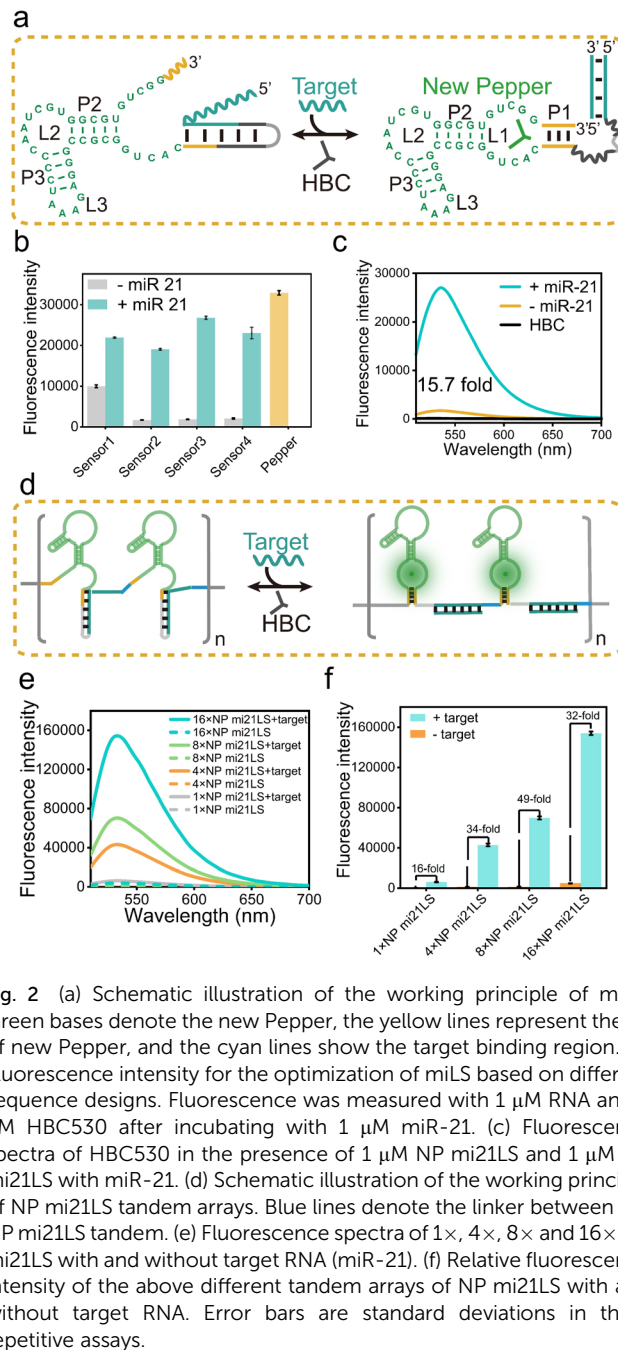 a
3'
5'
Target
HBC
New Pepper
P2
L2
P3
L3
P2
L2
P3
L3
L1
P1
3'5'
3' 5'
b
Fluorescence intensity
- miR 21
+ miR 21
30000
20000
10000
0
Sensor1
Sensor2
Sensor3
Sensor4
Pepper
c
Fluorescence intensity
30000
20000
10000
0
+ miR-21
- miR-21
HBC
15.7 fold
550
600
650
700
Wavelength (nm)
d
Target
HBC
n
n
e
Fluorescence intensity
160000
120000
80000
40000
0
16×NP mi21LS+target
16×NP mi21LS
8×NP mi21LS+target
8×NP mi21LS
4×NP mi21LS+target
4×NP mi21LS
1×NP mi21LS+target
1×NP mi21LS
550
600
650
700
Wavelength (nm)
f
Fluorescence intensity
+ target
- target
160000
120000
80000
40000
0
16-fold
34-fold
49-fold
32-fold
1×NP mi21LS
4×NP mi21LS
8×NP mi21LS
16×NP mi21LS
g. 2 (a) Schematic illustration of the working principle of m
reen bases denote the new Pepper, the yellow lines represent the
f new Pepper, and the cyan lines show the target binding region.
luorescence intensity for the optimization of miLS based on differ
equence designs. Fluorescence was measured with 1 μM RNA an
M HBC530 after incubating with 1 μM miR-21. (c) Fluorescen
pectra of HBC530 in the presence of 1 μM NP mi21LS and 1 μM
mi21LS with miR-21. (d) Schematic illustration of the working princi
of NP mi21LS tandem arrays. Blue lines denote the linker between
P mi21LS tandem. (e) Fluorescence spectra of 1×, 4×, 8× and 16×
mi21LS with and without target RNA (miR-21). (f) Relative fluorescen
ntensity of the above different tandem arrays of NP mi21LS with a
without target RNA. Error bars are standard deviations in th
epetitive assays.